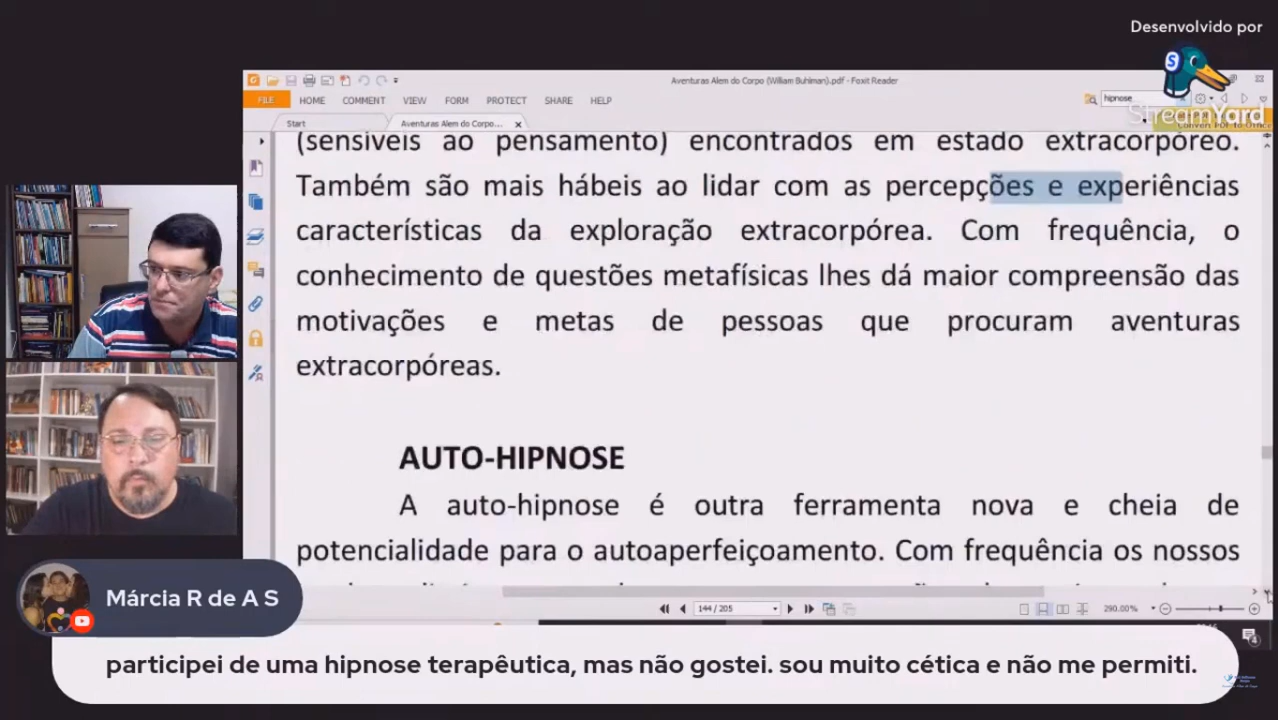 Desenvolvido por
StreamYard
Aventuras Alem do Corpo (William Buhlman).pdf - Foxit Reader
FILE HOME COMMENT VIEW FORM PROTECT SHARE HELP
hipnose
Start
Aventuras Alem do Corpo...
Convert PDF to Office
(sensíveis ao pensamento) encontrados em estado extracorpóreo.
Também são mais hábeis ao lidar com as percepções e experiências
características da exploração extracorpórea. Com frequência, o
conhecimento de questões metafísicas lhes dá maior compreensão das
motivações e metas de pessoas que procuram aventuras
extracorpóreas.
AUTO-HIPNOSE
A auto-hipnose é outra ferramenta nova e cheia de
potencialidade para o autoaperfeiçoamento. Com frequência os nossos
144 / 205
290.00%
Márcia R de A S
participei de uma hipnose terapêutica, mas não gostei. sou muito cética e não me permiti.